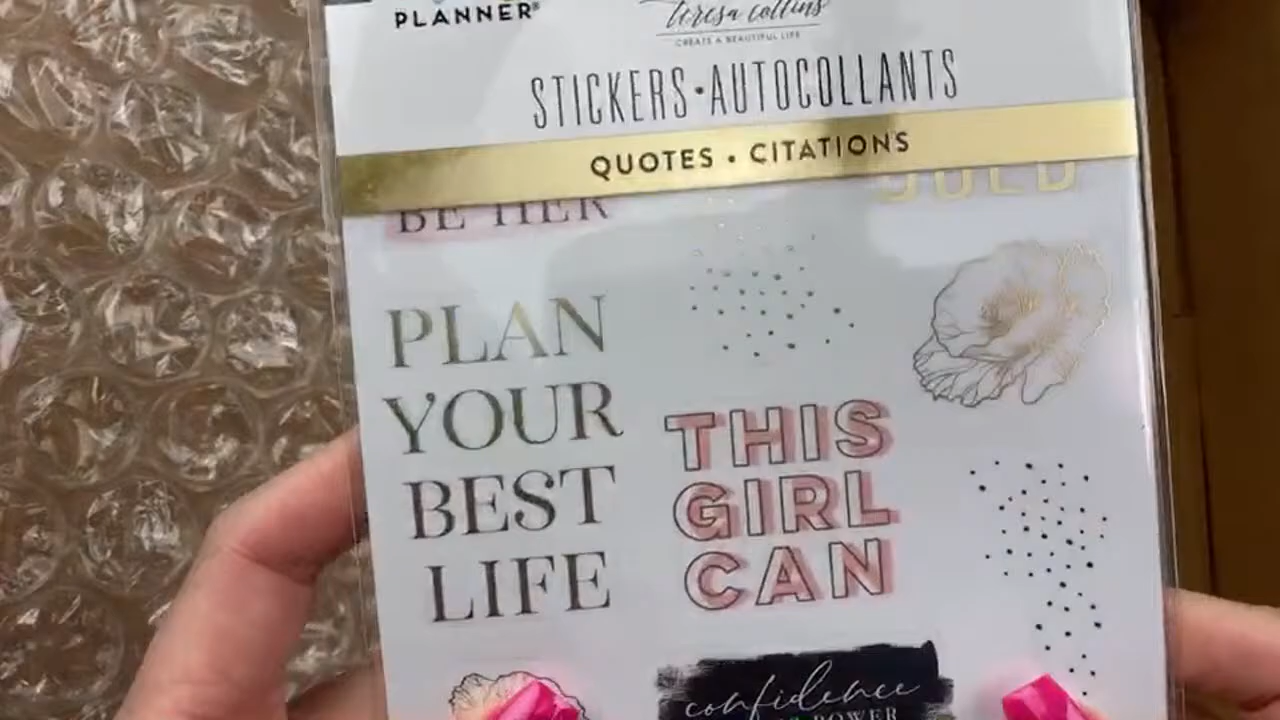 PLANNER®
Teresa Collins
CREATE A BEAUTIFUL LIFE
STICKERS•AUTOCOLLANTS
QUOTES • CITATIONS
BE HER
PLAN
YOUR
BEST
LIFE
THIS
GIRL
CAN
confidence
POWER